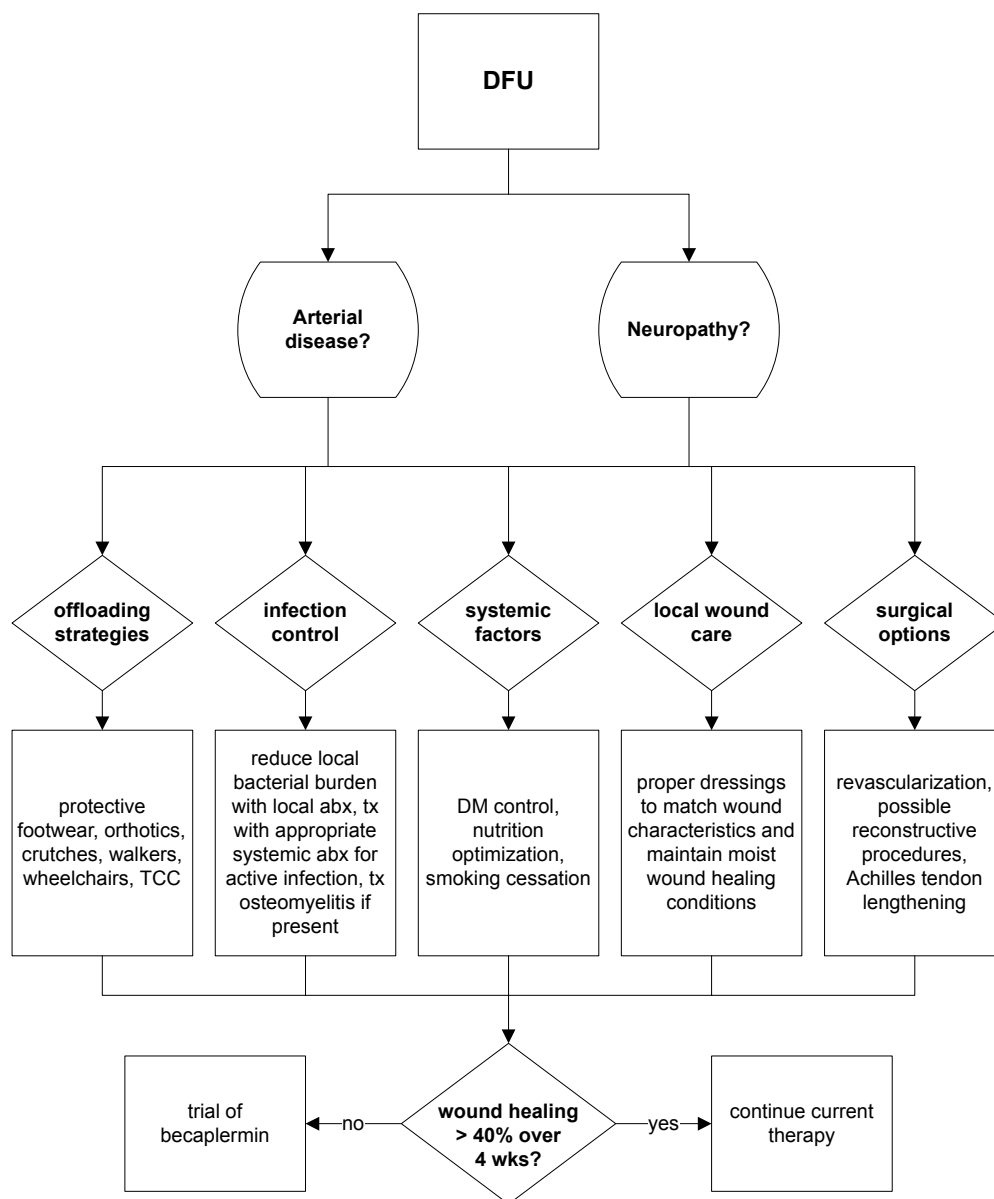 DFU
Arterial
disease?
Neuropathy?
offloading
strategies
infection
control
systemic
factors
local wound
care
surgical
options
protective
footwear, orthotics,
crutches, walkers,
wheelchairs, TCC
reduce local
bacterial burden
with local abx, tx
with appropriate
systemic abx for
active infection, tx
osteomyelitis if
present
DM control,
nutrition
optimization,
smoking cessation
proper dressings
to match wound
characteristics and
maintain moist
wound healing
conditions
revascularization,
possible
reconstructive
procedures,
Achilles tendon
lengthening
trial of
becaplermin
no
wound healing
> 40% over
4 wks?
yes
continue current
therapy